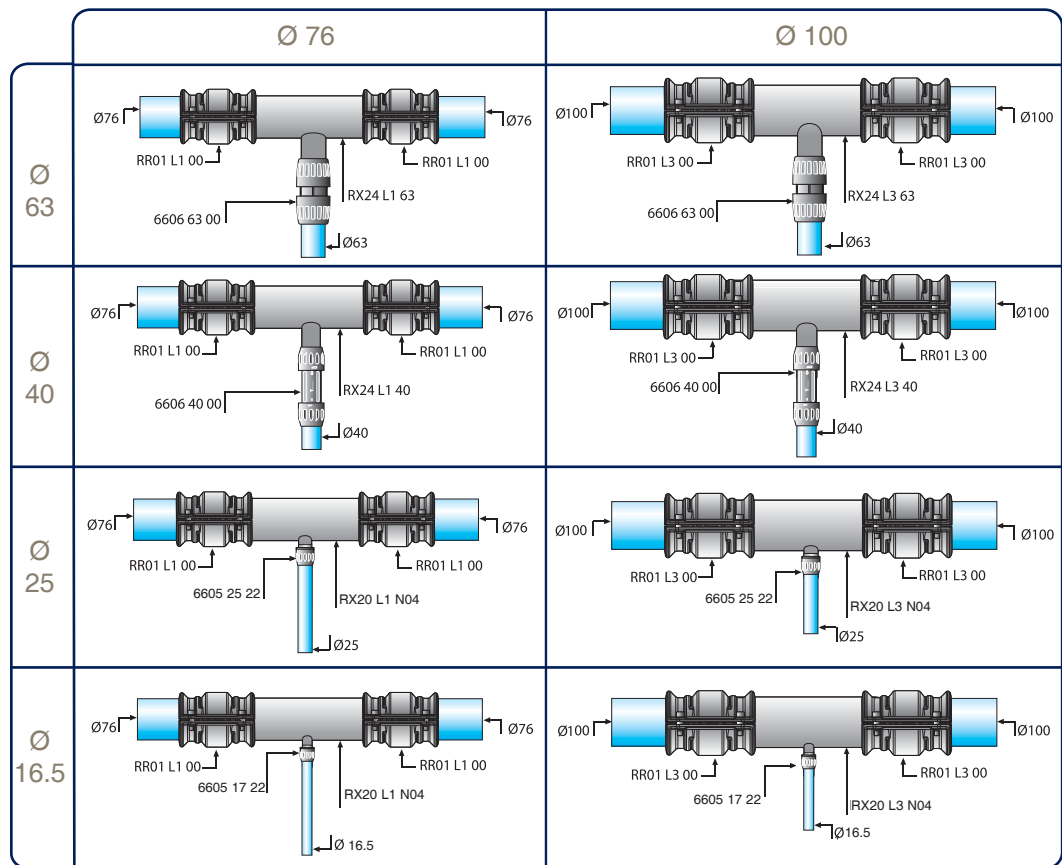 Ø 76
Ø 100
Ø
63
Ø76
Ø76
RR01 L1 00
RR01 L1 00
RX24 L1 63
6606 63 00
Ø63
Ø100
Ø100
RR01 L3 00
RR01 L3 00
RX24 L3 63
6606 63 00
Ø63
Ø
40
Ø76
Ø76
RR01 L1 00
RR01 L1 00
RX24 L1 40
6606 40 00
Ø40
Ø100
Ø100
RR01 L3 00
RR01 L3 00
RX24 L3 40
6606 40 00
Ø40
Ø
25
Ø76
Ø76
RR01 L1 00
RR01 L1 00
6605 25 22
RX20 L1 N04
Ø25
Ø100
Ø100
RR01 L3 00
RR01 L3 00
6605 25 22
RX20 L3 N04
Ø25
Ø
16.5
Ø76
Ø76
RR01 L1 00
RR01 L1 00
6605 17 22
RX20 L1 N04
Ø 16.5
Ø100
Ø100
RR01 L3 00
RR01 L3 00
6605 17 22
RX20 L3 N04
Ø16.5